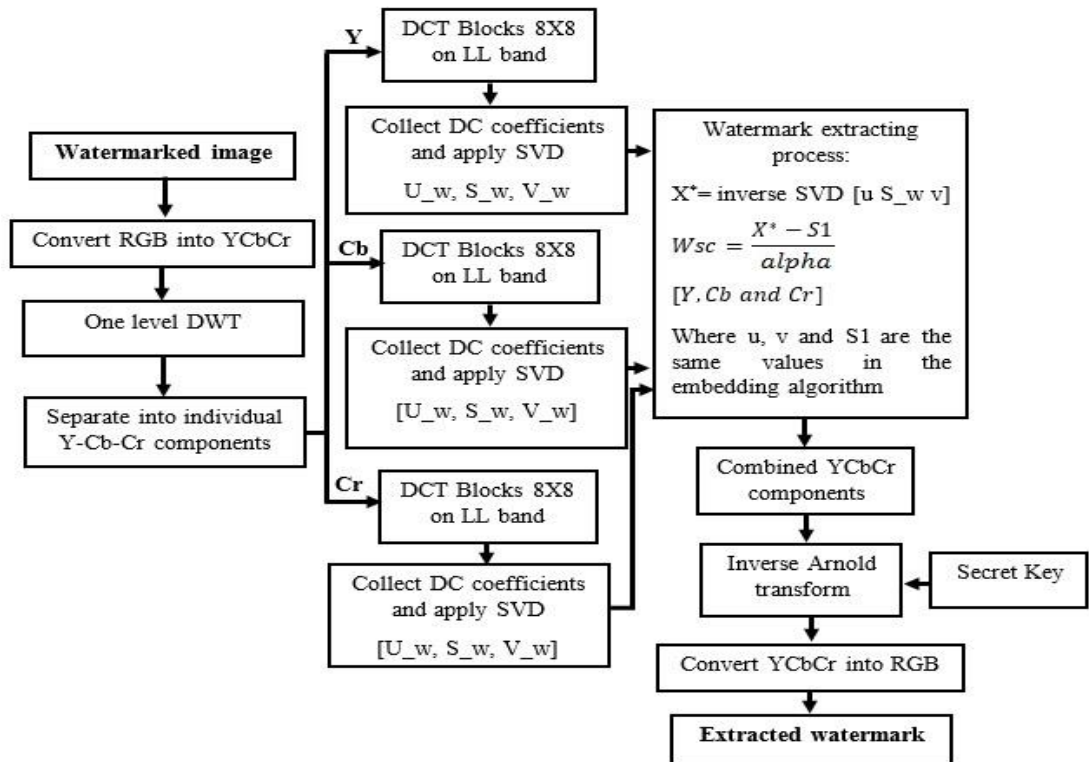 Watermarked image
Convert RGB into YCbCr
One level DWT
Separate into individual
Y-Cb-Cr components
Y
DCT Blocks 8X8
on LL band
Collect DC coefficients
and apply SVD
U_w, S_w, V_w
Cb
DCT Blocks 8X8
on LL band
Collect DC coefficients
and apply SVD
[U_w, S_w, V_w]
Cr
DCT Blocks 8X8
on LL band
Collect DC coefficients
and apply SVD
[U_w, S_w, V_w]
Watermark extracting
process:
X*= inverse SVD [u S_w v]
Wsc = (X* − S1) / alpha
[Y, Cb and Cr]
Where u, v and S1 are the
same values in the
embedding algorithm
Combined YCbCr
components
Inverse Arnold
transform
Secret Key
Convert YCbCr into RGB
Extracted watermark